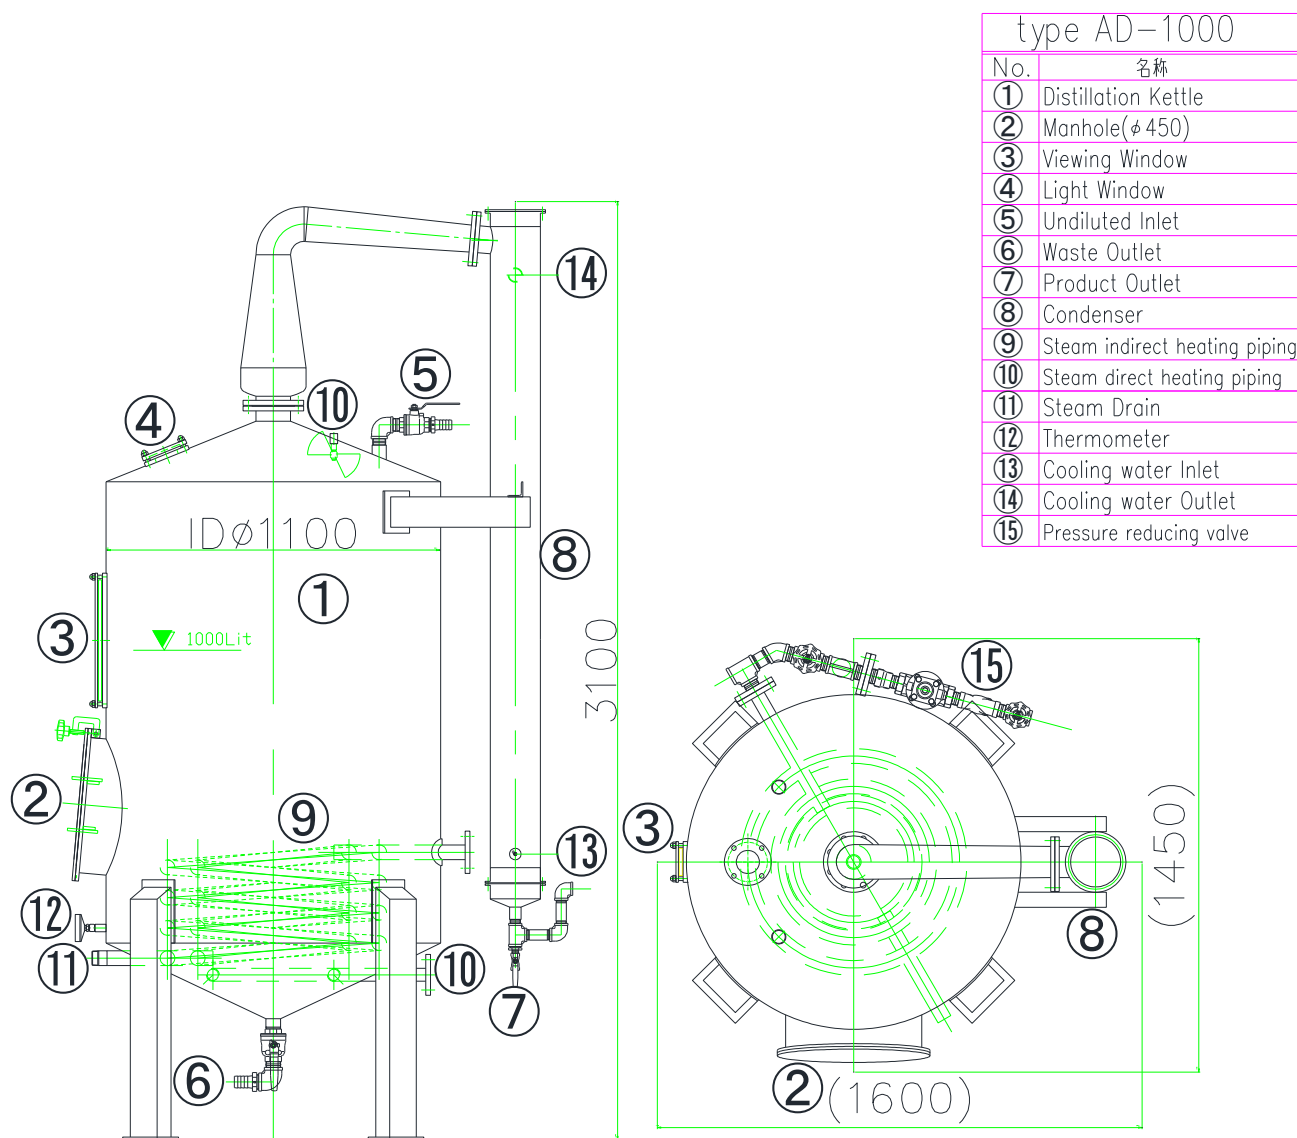 type AD-1000
No. 名称
① Distillation Kettle
② Manhole(φ450)
③ Viewing Window
④ Light Window
⑤ Undiluted Inlet
⑥ Waste Outlet
⑦ Product Outlet
⑧ Condenser
⑨ Steam indirect heating piping
⑩ Steam direct heating piping
⑪ Steam Drain
⑫ Thermometer
⑬ Cooling water Inlet
⑭ Cooling water Outlet
⑮ Pressure reducing valve
⑭
⑤
⑩
④
IDø1100
⑧
①
③
1000Lit
3100
②
⑨
⑬
⑫
⑪
⑩
⑦
⑥
⑮
③
(1450)
⑧
②
(1600)